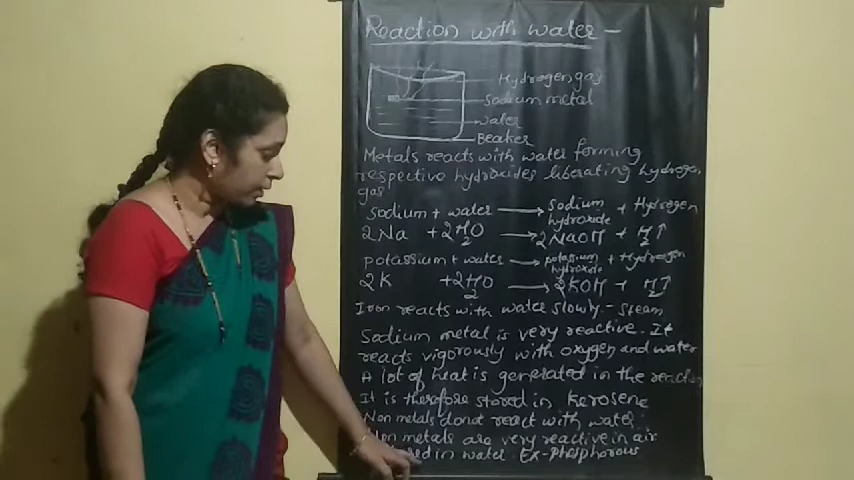 Reaction with water -
Hydrogen gas
Sodium metal
water
Beaker
Metals reacts with water forming
respective hydroxides liberating hydrogen
gas
Sodium + water → sodium hydroxide + Hydrogen
2Na + 2H2O → 2NaOH + H2↑
potassium + water → potassium hydroxide + Hydrogen
2K + 2H2O → 2KOH + H2↑
Iron reacts with water slowly - steam
Sodium metal is very reactive. It
reacts vigorously with oxygen and water
A lot of heat is generated in the reaction
It is therefore stored in kerosene
Non metals donot react with water.
Non metals are very reactive in air
in water. Ex-phosphorous